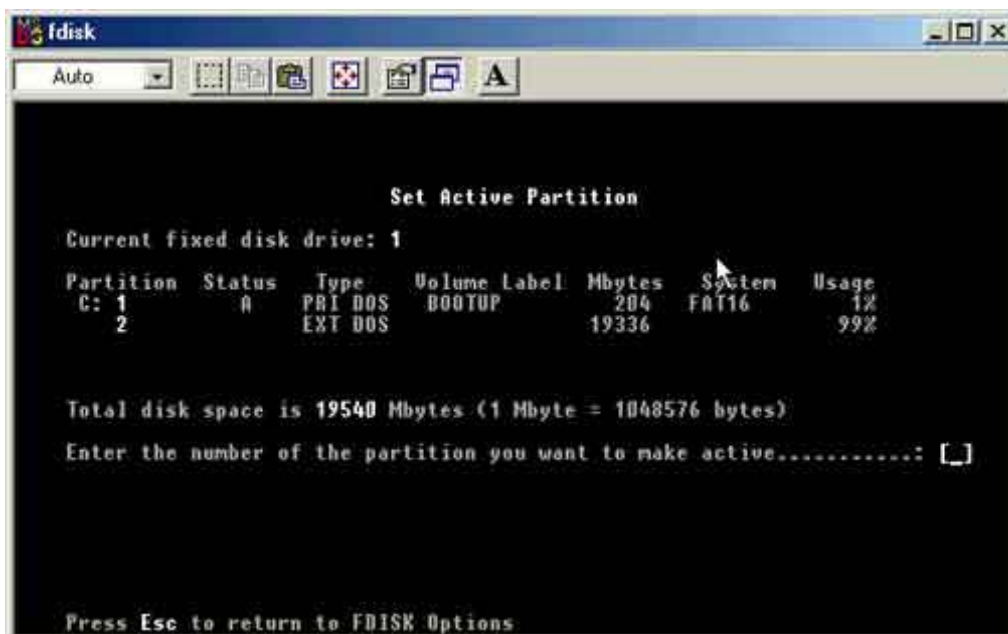 fdisk
Auto
A
Set Active Partition
Current fixed disk drive: 1
Partition Status Type Volume Label Mbytes System Usage
C: 1 A PRI DOS BOOTUP 204 FAT16 1%
2 EXT DOS 19336 99%
Total disk space is 19540 Mbytes (1 Mbyte = 1048576 bytes)
Enter the number of the partition you want to make active...........: [_]
Press Esc to return to FDISK Options